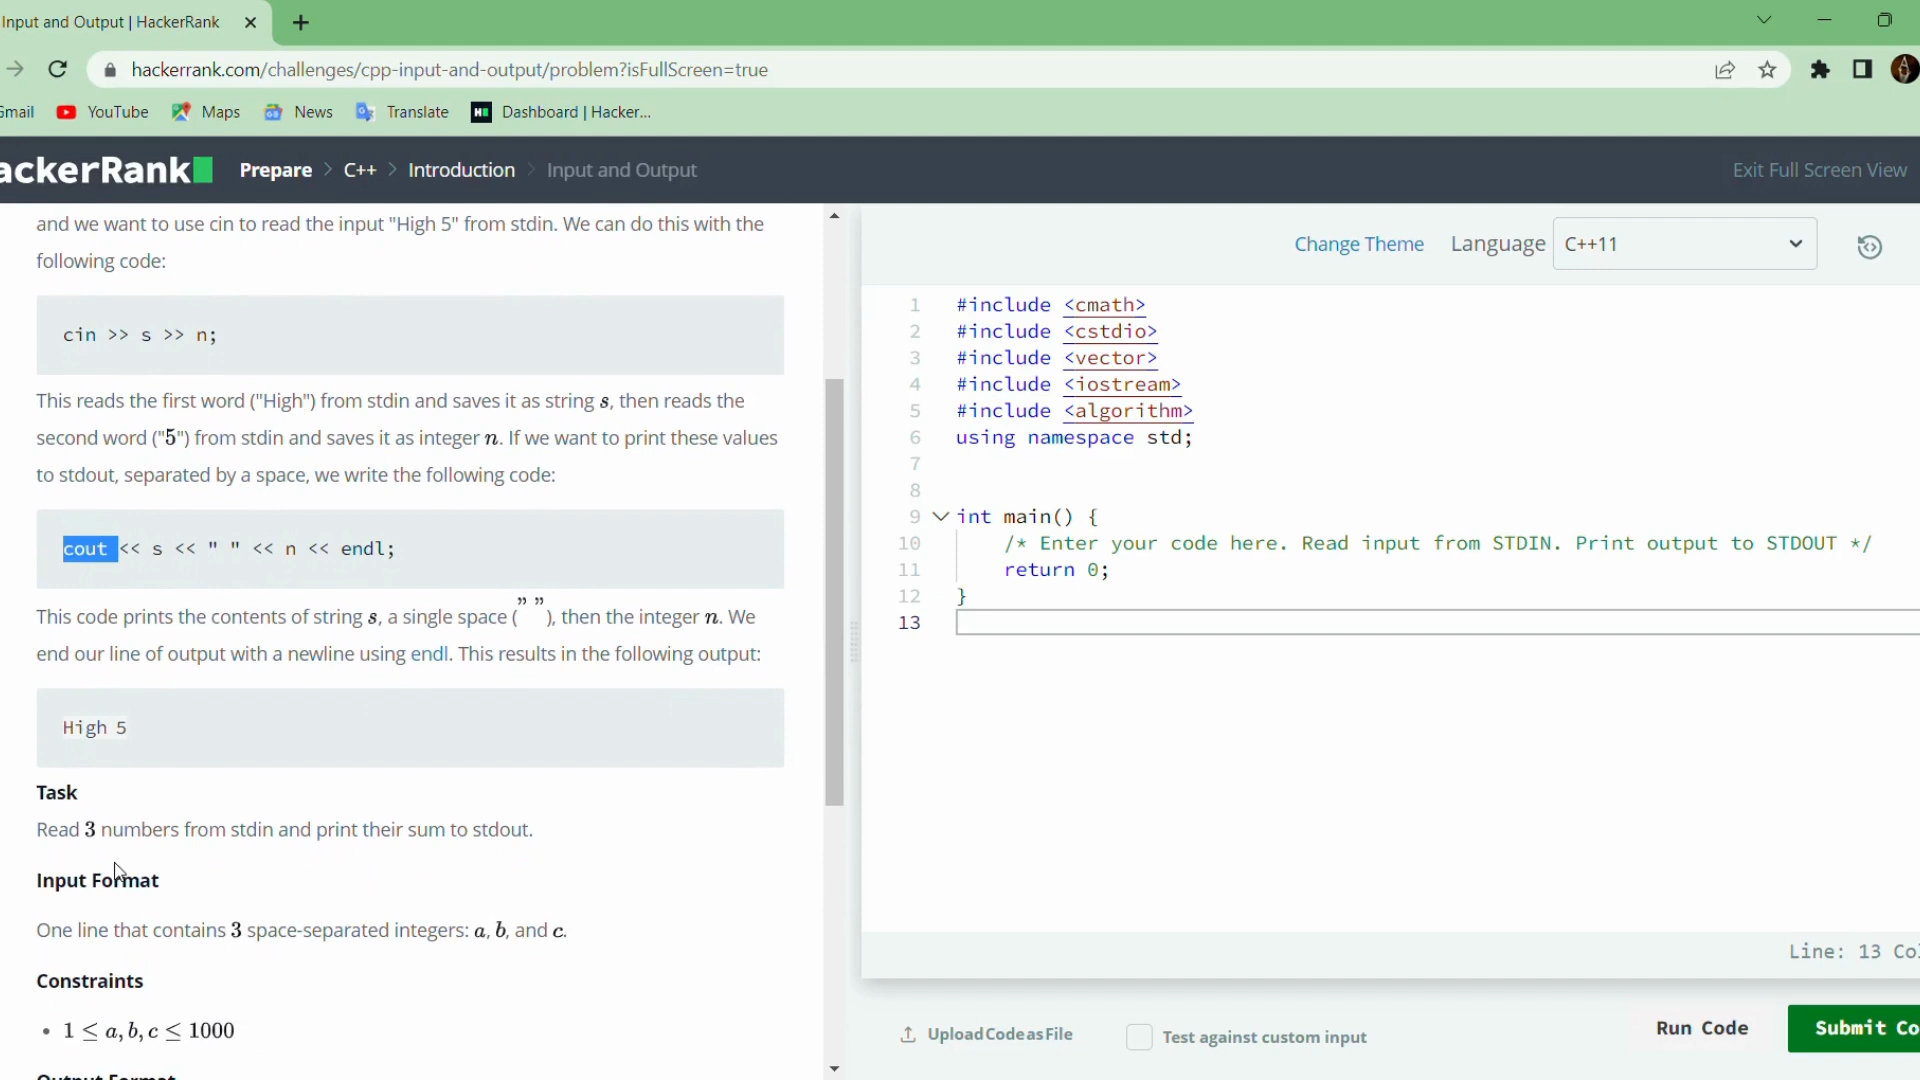 Input and Output | HackerRank
hackerrank.com/challenges/cpp-input-and-output/problem?isFullScreen=true
Gmail YouTube Maps News Translate Dashboard | Hacker...
ackerRank Prepare > C++ > Introduction > Input and Output Exit Full Screen View
and we want to use cin to read the input "High 5" from stdin. We can do this with the
following code:
cin >> s >> n;
This reads the first word ("High") from stdin and saves it as string s, then reads the
second word ("5") from stdin and saves it as integer n. If we want to print these values
to stdout, separated by a space, we write the following code:
cout << s << " " << n << endl;
This code prints the contents of string s, a single space (" "), then the integer n. We
end our line of output with a newline using endl. This results in the following output:
High 5
Task
Read 3 numbers from stdin and print their sum to stdout.
Input Format
One line that contains 3 space-separated integers: a, b, and c.
Constraints
• 1 ≤ a, b, c ≤ 1000
Output Format
Change Theme Language C++11
1 #include <cmath>
2 #include <cstdio>
3 #include <vector>
4 #include <iostream>
5 #include <algorithm>
6 using namespace std;
7
8
9 int main() {
10 /* Enter your code here. Read input from STDIN. Print output to STDOUT */
11 return 0;
12 }
13
Line: 13 Col
Upload Code as File Test against custom input Run Code Submit Co